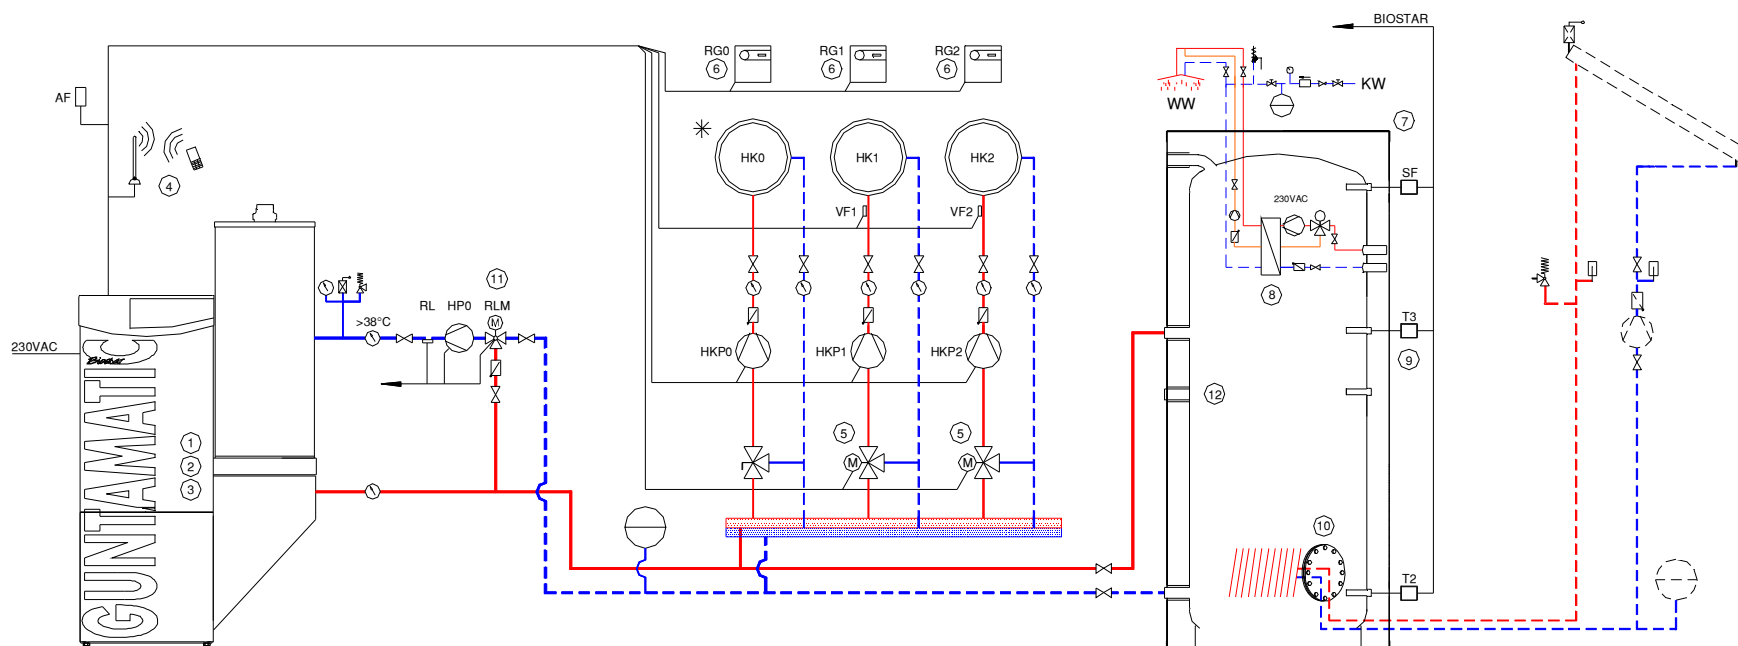 BIOSTAR
RG0
RG1
RG2
6
6
6
AF
WW
KW
7
4
HK0
HK1
HK2
SF
230VAC
VF1
VF2
11
8
RL
HP0
RLM
>38°C
M
T3
230VAC
Biostar
HKP0
HKP1
HKP2
9
12
GUNTAMATIC
5
5
1
M
M
2
3
10
T2